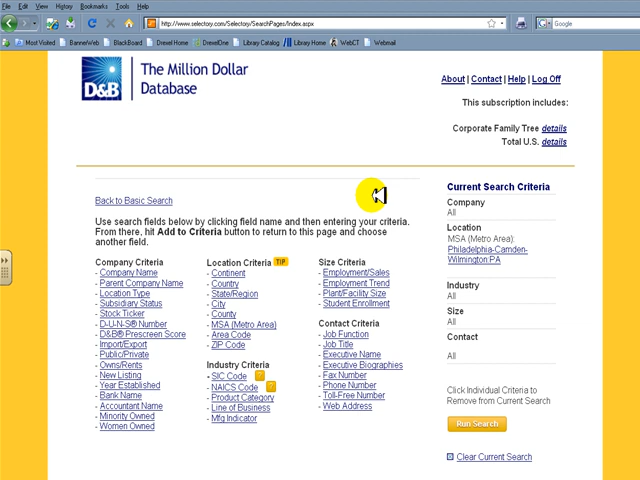 File Edit View History Bookmarks Tools Help
http://www.selectory.com/Selectory/SearchPages/Index.aspx
Google
Most Visited BannerWeb BlackBoard Drexel Home DrexelOne Library Catalog Library Home WebCT Webmail
D&B
The Million Dollar
Database
About | Contact | Help | Log Off
This subscription includes:
Corporate Family Tree details
Total U.S. details
Back to Basic Search
Use search fields below by clicking field name and then entering your criteria.
From there, hit Add to Criteria button to return to this page and choose
another field.
Company Criteria
- Company Name
- Parent Company Name
- Location Type
- Subsidiary Status
- Stock Ticker
- D-U-N-S® Number
- D&B Prescreen Score
- Import/Export
- Public/Private
- Owns/Rents
- New Listing
- Year Established
- Bank Name
- Accountant Name
- Minority Owned
- Women Owned
Location Criteria TIP
- Continent
- Country
- State/Region
- City
- County
- MSA (Metro Area)
- Area Code
- ZIP Code
Industry Criteria
- SIC Code ?
- NAICS Code ?
- Product Category
- Line of Business
- Mfg Indicator
Size Criteria
- Employment/Sales
- Employment Trend
- Plant/Facility Size
- Student Enrollment
Contact Criteria
- Job Function
- Job Title
- Executive Name
- Executive Biographies
- Fax Number
- Phone Number
- Toll-Free Number
- Web Address
Current Search Criteria
Company
All
Location
MSA (Metro Area):
Philadelphia-Camden-
Wilmington:PA
Industry
All
Size
All
Contact
All
Click Individual Criteria to
Remove from Current Search
Run Search
Clear Current Search